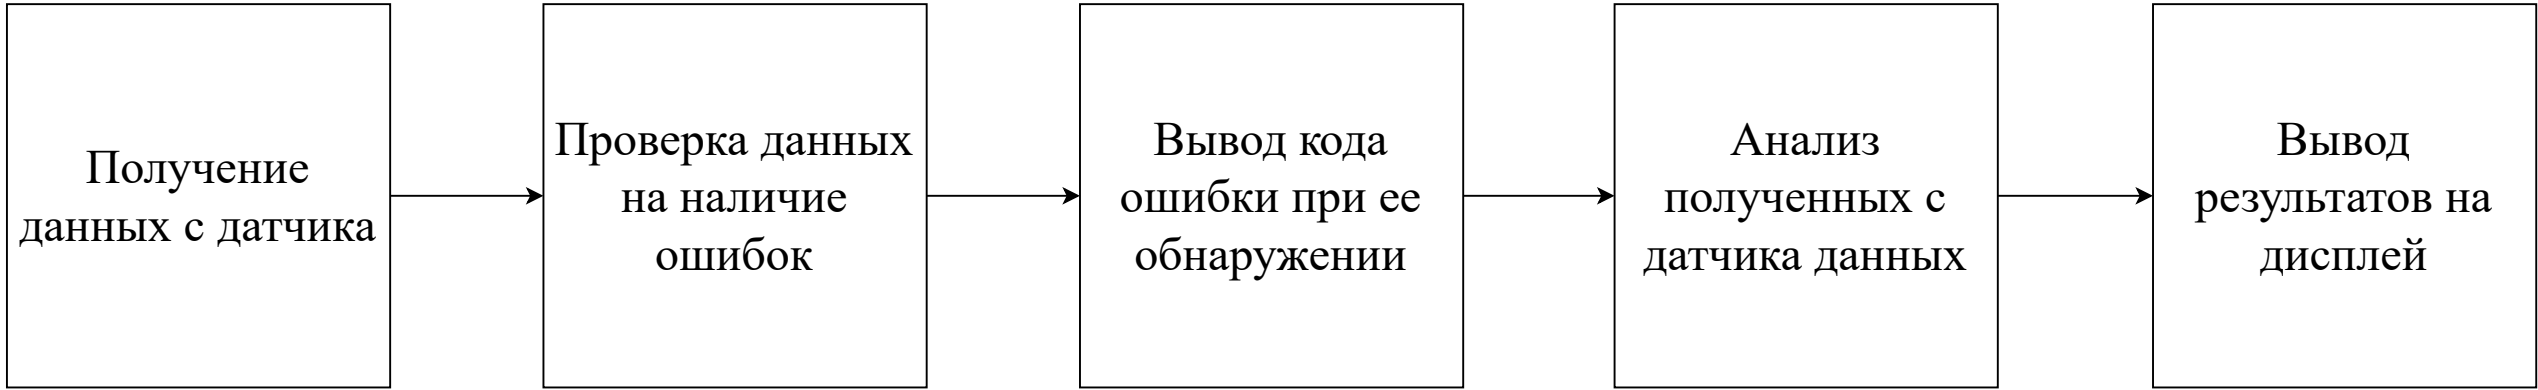 Получение
данных с датчика
Проверка данных
на наличие
ошибок
Вывод кода
ошибки при ее
обнаружении
Анализ
полученных с
датчика данных
Вывод
результатов на
дисплей